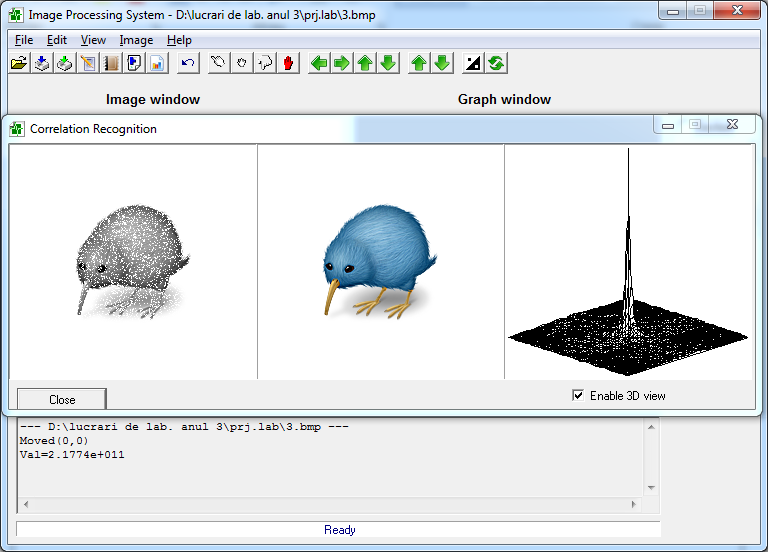 Image Processing System - D:\lucrari de lab. anul 3\prj.lab\3.bmp
File Edit View Image Help
Image window Graph window
Correlation Recognition
Close
Enable 3D view
--- D:\lucrari de lab. anul 3\prj.lab\3.bmp ---
Moved(0,0)
Val=2.1774e+011
Ready